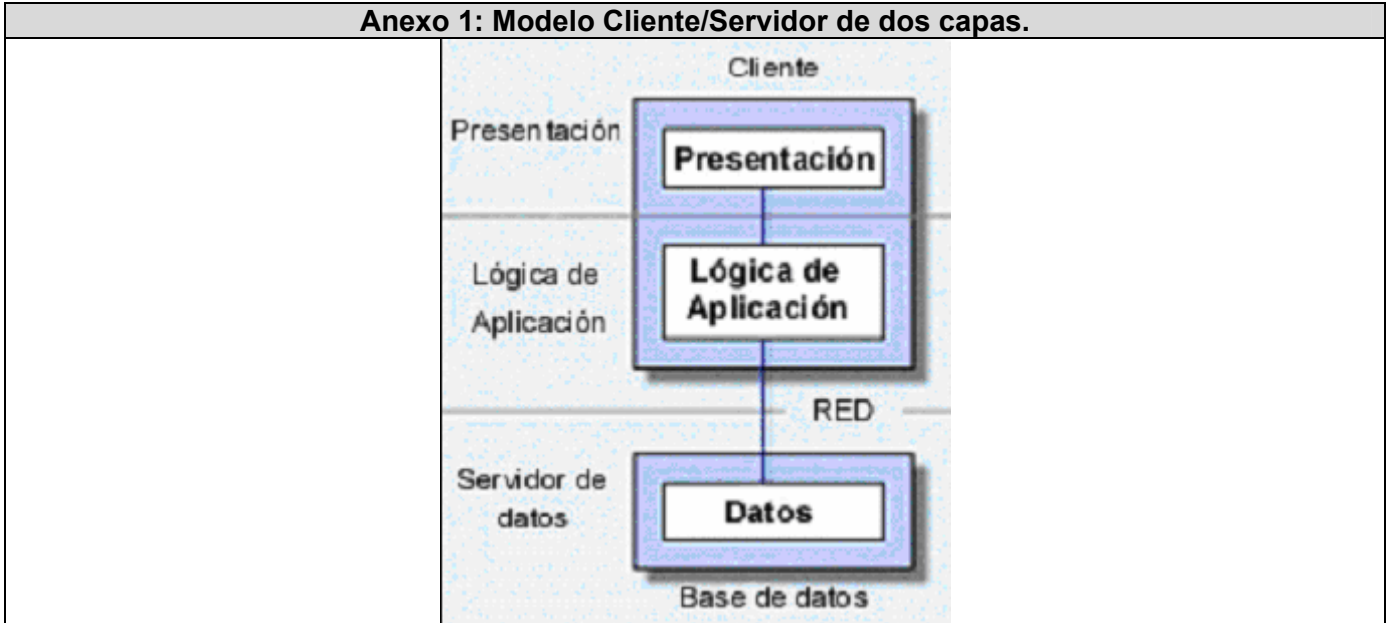 Anexo 1: Modelo Cliente/Servidor de dos capas.
Cliente
Presentación
Presentación
Lógica de
Aplicación
Lógica de
Aplicación
RED
Servidor de
datos
Datos
Base de datos